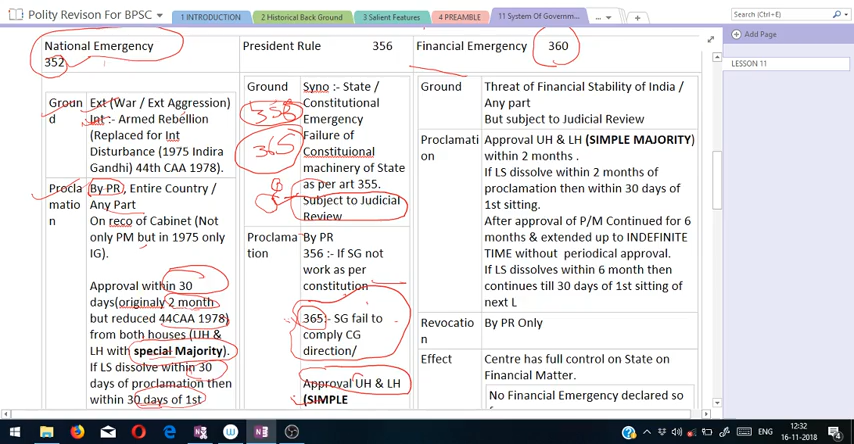 Polity Revison For BPSC
1 INTRODUCTION
2 Historical Back Ground
3 Salient Features
4 PREAMBLE
11 System Of Governm...
...
Search (Ctrl+E)
Add Page
LESSON 11
National Emergency
352
Ground
Ext (War / Ext Aggression)
Int :- Armed Rebellion
(Replaced for Int
Disturbance (1975 Indira
Gandhi) 44th CAA 1978).
Proclamation
By PR, Entire Country /
Any Part
On reco of Cabinet (Not
only PM but in 1975 only
IG).
Approval within 30
days(originaly 2 month
but reduced 44CAA 1978)
from both houses (UH &
LH with special Majority).
If LS dissolve within 30
days of proclamation then
within 30 days of 1st
President Rule 356
Ground
Syno :- State /
Constitutional
Emergency
Failure of
Constituional
machinery of State
as per art 355.
Subject to Judicial
Review
356
365
Proclamation
By PR
356 :- If SG not
work as per
constitution
365:- SG fail to
comply CG
direction/
Approval UH & LH
(SIMPLE
Financial Emergency 360
Ground
Threat of Financial Stability of India /
Any part
But subject to Judicial Review
Proclamation
Approval UH & LH (SIMPLE MAJORITY)
within 2 months .
If LS dissolve within 2 months of
proclamation then within 30 days of
1st sitting.
After approval of P/M Continued for 6
months & extended up to INDEFINITE
TIME without periodical approval.
If LS dissolves within 6 month then
continues till 30 days of 1st sitting of
next L
Revocation
By PR Only
Effect
Centre has full control on State on
Financial Matter.
No Financial Emergency declared so
ENG
12:32
16-11-2018
4